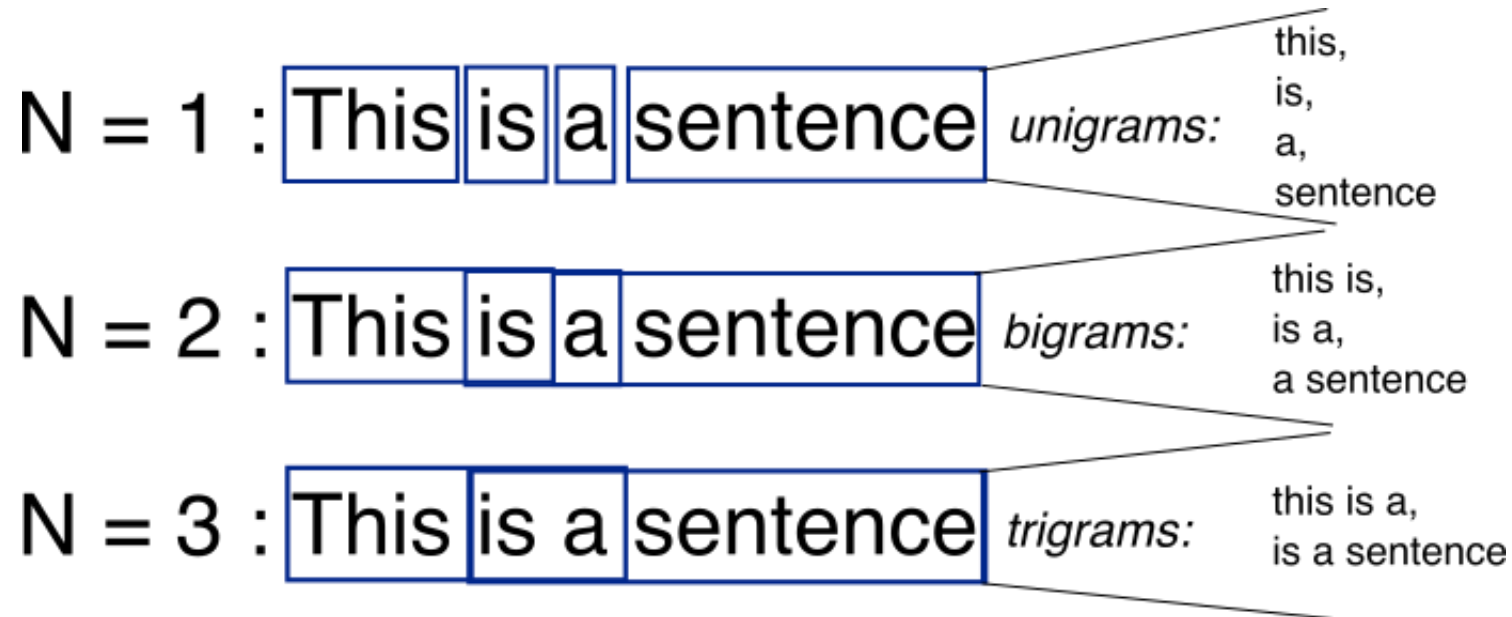 N = 1 : This is a sentence unigrams:
this,
is,
a,
sentence
N = 2 : This is a sentence bigrams:
this is,
is a,
a sentence
N = 3 : This is a sentence trigrams:
this is a,
is a sentence